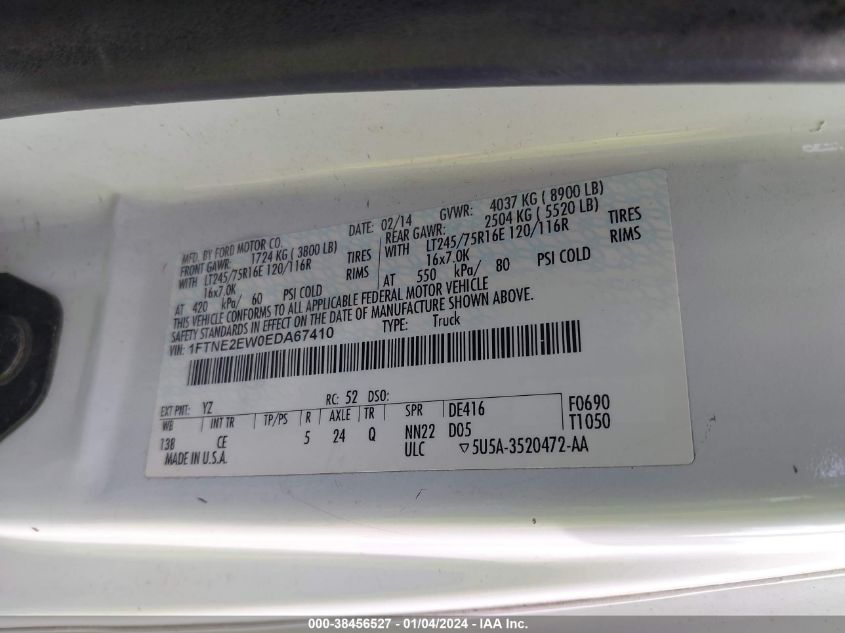 MFD. BY FORD MOTOR CO. DATE: 02/14 GVWR: 4037 KG ( 8900 LB)
FRONT GAWR: 1724 KG ( 3800 LB) REAR GAWR: 2504 KG ( 5520 LB)
WITH LT245/75R16E 120/116R TIRES WITH LT245/75R16E 120/116R TIRES
16x7.0K RIMS 16x7.0K RIMS
AT 420 kPa/ 60 PSI COLD AT 550 kPa/ 80 PSI COLD
THIS VEHICLE CONFORMS TO ALL APPLICABLE FEDERAL MOTOR VEHICLE
SAFETY STANDARDS IN EFFECT ON THE DATE OF MANUFACTURE SHOWN ABOVE.
VIN: 1FTNE2EW0EDA67410 TYPE: Truck
EXT PNT: YZ RC: 52 DSO:
WB INT TR TP/PS R AXLE TR SPR DE416 F0690
138 CE 5 24 Q NN22 D05 T1050
MADE IN U.S.A. ULC ▽5U5A-3520472-AA
000-38456527 - 01/04/2024 - IAA Inc.